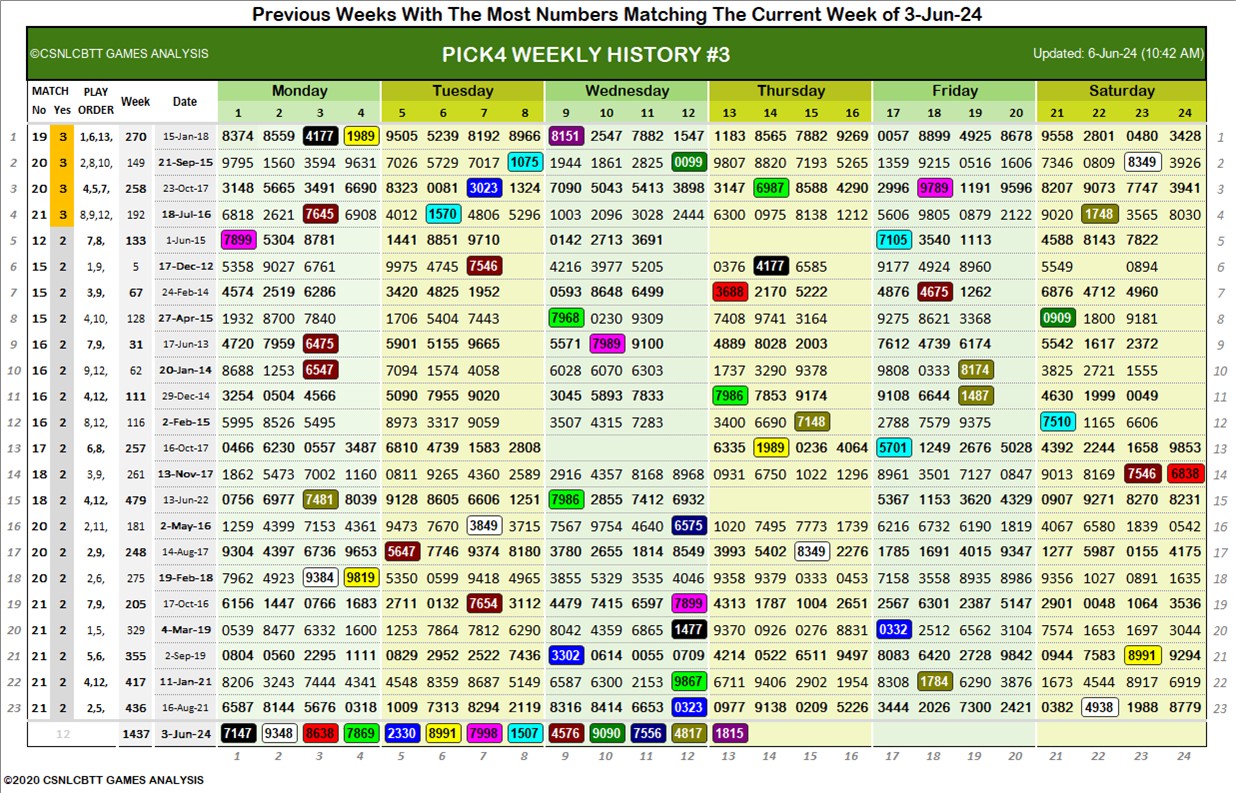 Previous Weeks With The Most Numbers Matching The Current Week of 3-Jun-24
©CSNLCBTT GAMES ANALYSIS PICK4 WEEKLY HISTORY #3 Updated: 6-Jun-24 (10:42 AM)
MATCH PLAY Week Date Monday Tuesday Wednesday Thursday Friday Saturday
No Yes ORDER 1 2 3 4 5 6 7 8 9 10 11 12 13 14 15 16 17 18 19 20 21 22 23 24
1 19 3 1,6,13, 270 15-Jan-18 8374 8559 4177 1989 9505 5239 8192 8966 8151 2547 7882 1547 1183 8565 7882 9269 0057 8899 4925 3678 9558 2801 0480 3428 1
2 20 3 2,8,10, 149 21-Sep-15 9795 1560 3594 9631 7026 5729 7017 1075 1944 1861 2825 0099 9807 8820 7193 5265 1359 9215 0516 1606 7346 0809 8349 3926 2
3 20 3 4,5,7, 258 23-Oct-17 3148 5665 3491 6690 8323 0081 3023 1324 7090 5043 5413 3898 3147 6987 8588 4290 2996 9789 1191 9596 8207 9073 7747 3941 3
4 21 3 8,9,12, 192 18-Jul-16 6818 2621 7645 6908 4012 1570 4806 5296 1003 2096 3028 2444 6300 0975 8138 1212 5606 9805 0879 2122 9020 1748 3565 8030 4
5 12 2 7,8, 133 1-Jun-15 7899 5304 8781 1441 8851 9710 0142 2713 3691 7105 3540 1113 4588 8143 7822 5
6 15 2 1,9, 5 17-Dec-12 5358 9027 6761 9975 4745 7546 4216 3977 5205 0376 4177 6585 9177 4924 8960 5549 0894 6
7 15 2 3,9, 67 24-Feb-14 4574 2519 6286 3420 4825 1952 0593 8648 6499 3688 2170 5222 4876 4675 1262 6876 4712 4960 7
8 15 2 4,10, 128 27-Apr-15 1932 8700 7840 1706 5404 7443 7968 0230 9309 7408 9741 3164 9275 8621 3368 0909 1800 9181 8
9 16 2 7,9, 31 17-Jun-13 4720 7959 6475 5901 5155 9665 5571 7989 9100 4889 8028 2003 7612 4739 6174 5542 1617 2372 9
10 16 2 9,12, 62 20-Jan-14 8688 1253 6547 7094 1574 4058 6028 6070 6303 1737 3290 9378 9808 0333 8174 3825 2721 1555 10
11 16 2 4,12, 111 29-Dec-14 3254 0504 4566 5090 7955 9020 3045 5893 7833 7986 7853 9174 9108 6644 1487 4630 1999 0049 11
12 16 2 8,12, 116 2-Feb-15 5995 8526 5495 8973 3317 9059 3507 4315 7283 3400 6690 7148 2788 7579 9375 7510 1165 6606 12
13 17 2 6,8, 257 16-Oct-17 0466 6230 0557 3487 6810 4739 1583 2808 6335 1989 0236 4064 5701 1249 2676 5028 4392 2244 1658 9853 13
14 18 2 3,9, 261 13-Nov-17 1862 5473 7002 1160 0811 9265 4360 2589 2916 4357 8168 8968 0931 6750 1022 1296 8961 3501 7127 0847 9013 8169 7546 6838 14
15 18 2 4,12, 479 13-Jun-22 0756 6977 7481 8039 9128 8605 6606 1251 7986 2855 7412 6932 5367 1153 3620 4329 0907 9271 8270 8231 15
16 20 2 2,11, 181 2-May-16 1259 4399 7153 4361 9473 7670 3849 3715 7567 9754 4640 6575 1020 7495 7773 1739 6216 6732 6190 1819 4067 6580 1839 0542 16
17 20 2 2,9, 248 14-Aug-17 9304 4397 6736 9653 5647 7746 9374 8180 3780 2655 1814 8549 3993 5402 8349 2276 1785 1691 4015 9347 1277 5987 0155 4175 17
18 20 2 2,6, 275 19-Feb-18 7962 4923 9384 9819 5350 0599 9418 4965 3855 5329 3535 4046 9358 9379 0333 0453 7158 3558 8935 8986 9356 1027 0891 1635 18
19 21 2 7,9, 205 17-Oct-16 6156 1447 0766 1683 2711 0132 7654 3112 4479 7415 6597 7899 4313 1787 1004 2651 2567 6301 2387 5147 2901 0048 1064 3536 19
20 21 2 1,5, 329 4-Mar-19 0539 8477 6332 1600 1253 7864 7812 6290 8042 4359 6865 1477 9370 0926 0276 8831 0332 2512 6562 3104 7574 1653 1697 3044 20
21 21 2 5,6, 355 2-Sep-19 0804 0560 2295 1111 0829 2952 2522 7436 3302 0614 0055 0709 4214 0522 6511 9497 8083 6420 2728 5842 0944 7583 8991 9294 21
22 21 2 4,12, 417 11-Jan-21 8206 3243 7444 4341 4548 8359 8687 5149 6587 6300 2153 9867 6711 9406 2902 1954 8308 1784 6290 3876 1673 4544 8917 6919 22
23 21 2 2,5, 436 16-Aug-21 6587 8144 5676 0318 1009 7313 8294 2119 8316 8414 6653 0323 0977 9138 0209 5226 3444 2026 7300 2421 0382 4938 1988 8779 23
12 1437 3-Jun-24 7147 9348 8638 7869 2330 8991 7998 1507 4576 9090 7556 4817 1815
1 2 3 4 5 6 7 8 9 10 11 12 13 14 15 16 17 18 19 20 21 22 23 24
©2020 CSNLCBTT GAMES ANALYSIS